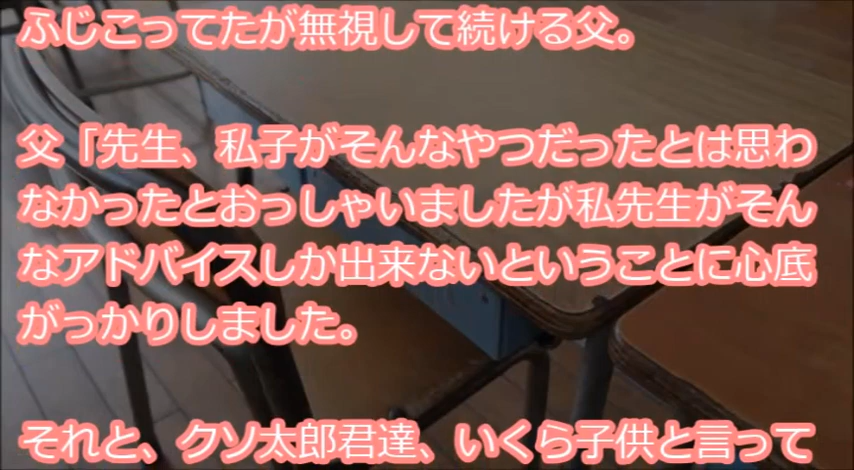 ふじこってたが無視して続ける父。
父「先生、私子がそんなやつだったとは思わ
なかったとおっしゃいましたが私先生がそん
なアドバイスしか出来ないということに心底
がっかりしました。
それと、クソ太郎君達、いくら子供と言って